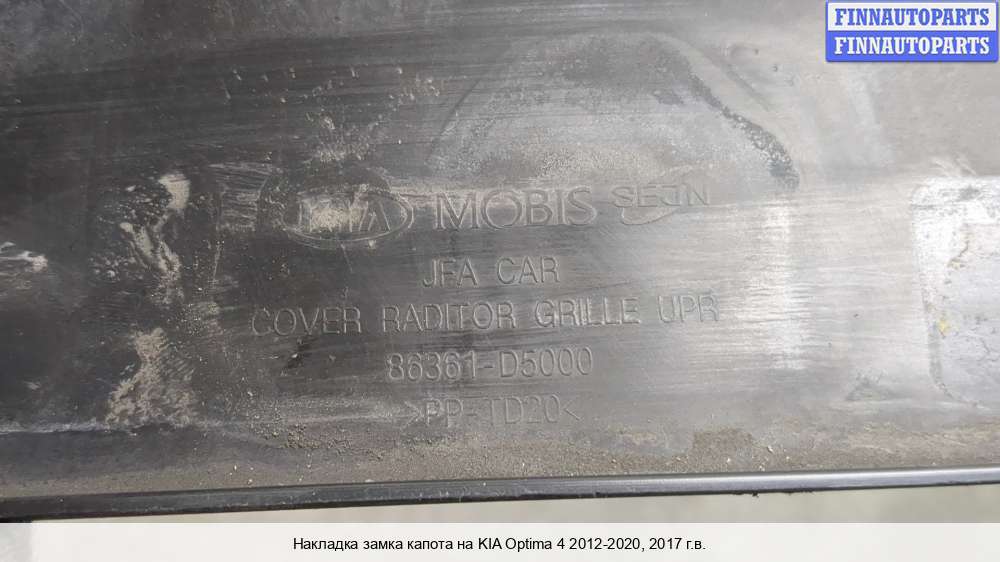 FINNAUTOPARTS
FINNAUTOPARTS
KIA MOBIS SEJN
JFA CAR
COVER RADITOR GRILLE UPR
86361-D5000
>PP-TD20<
Накладка замка капота на KIA Optima 4 2012-2020, 2017 г.в.